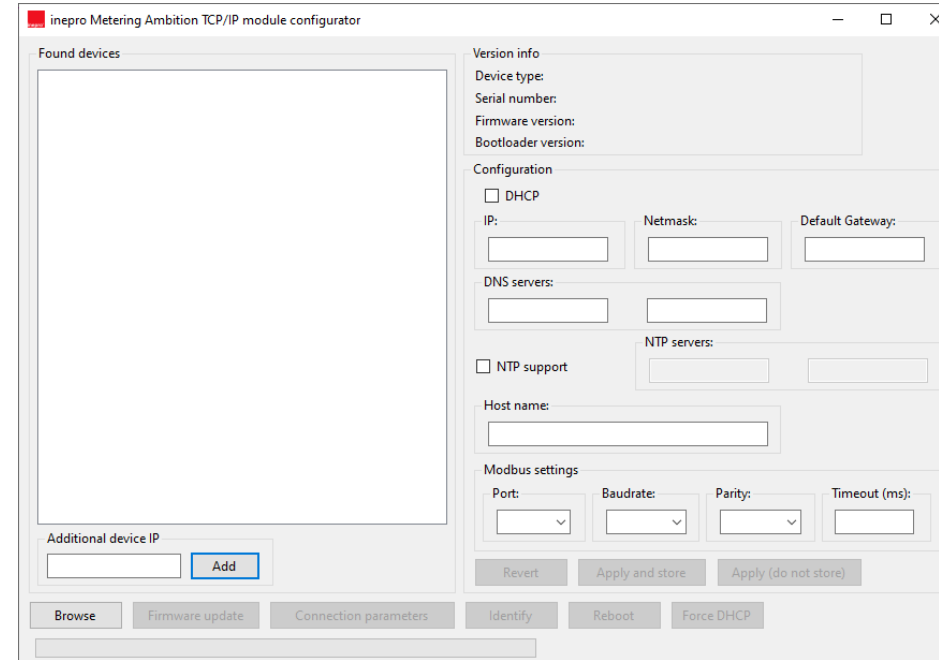 inepro Metering Ambition TCP/IP module configurator
Found devices
Version info
Device type:
Serial number:
Firmware version:
Bootloader version:
Configuration
DHCP
IP: Netmask: Default Gateway:
DNS servers:
NTP servers:
NTP support
Host name:
Modbus settings
Port: Baudrate: Parity: Timeout (ms):
Additional device IP
Add
Revert Apply and store Apply (do not store)
Browse Firmware update Connection parameters Identify Reboot Force DHCP